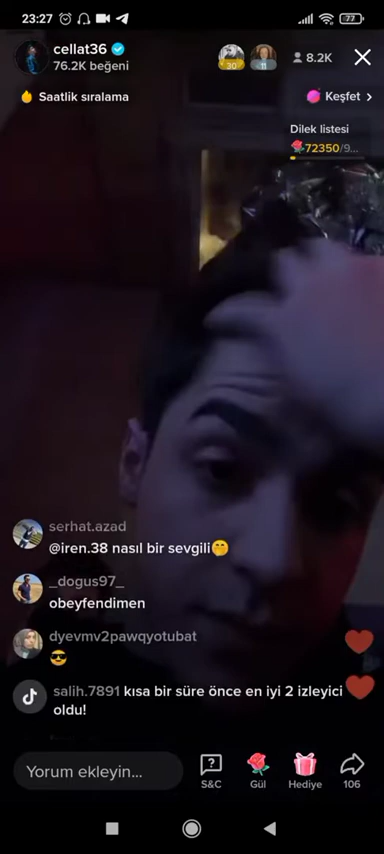 23:27
77
cellat36
76.2K beğeni
30
11
8.2K
Saatlik sıralama
Keşfet
Dilek listesi
72350/9...
serhat.azad
@iren.38 nasıl bir sevgili🤭
_dogus97_
obeyfendimen
dyevmv2pawqyotubat
😎
salih.7891 kısa bir süre önce en iyi 2 izleyici
oldu!
Yorum ekleyin...
S&C
Gül
Hediye
106